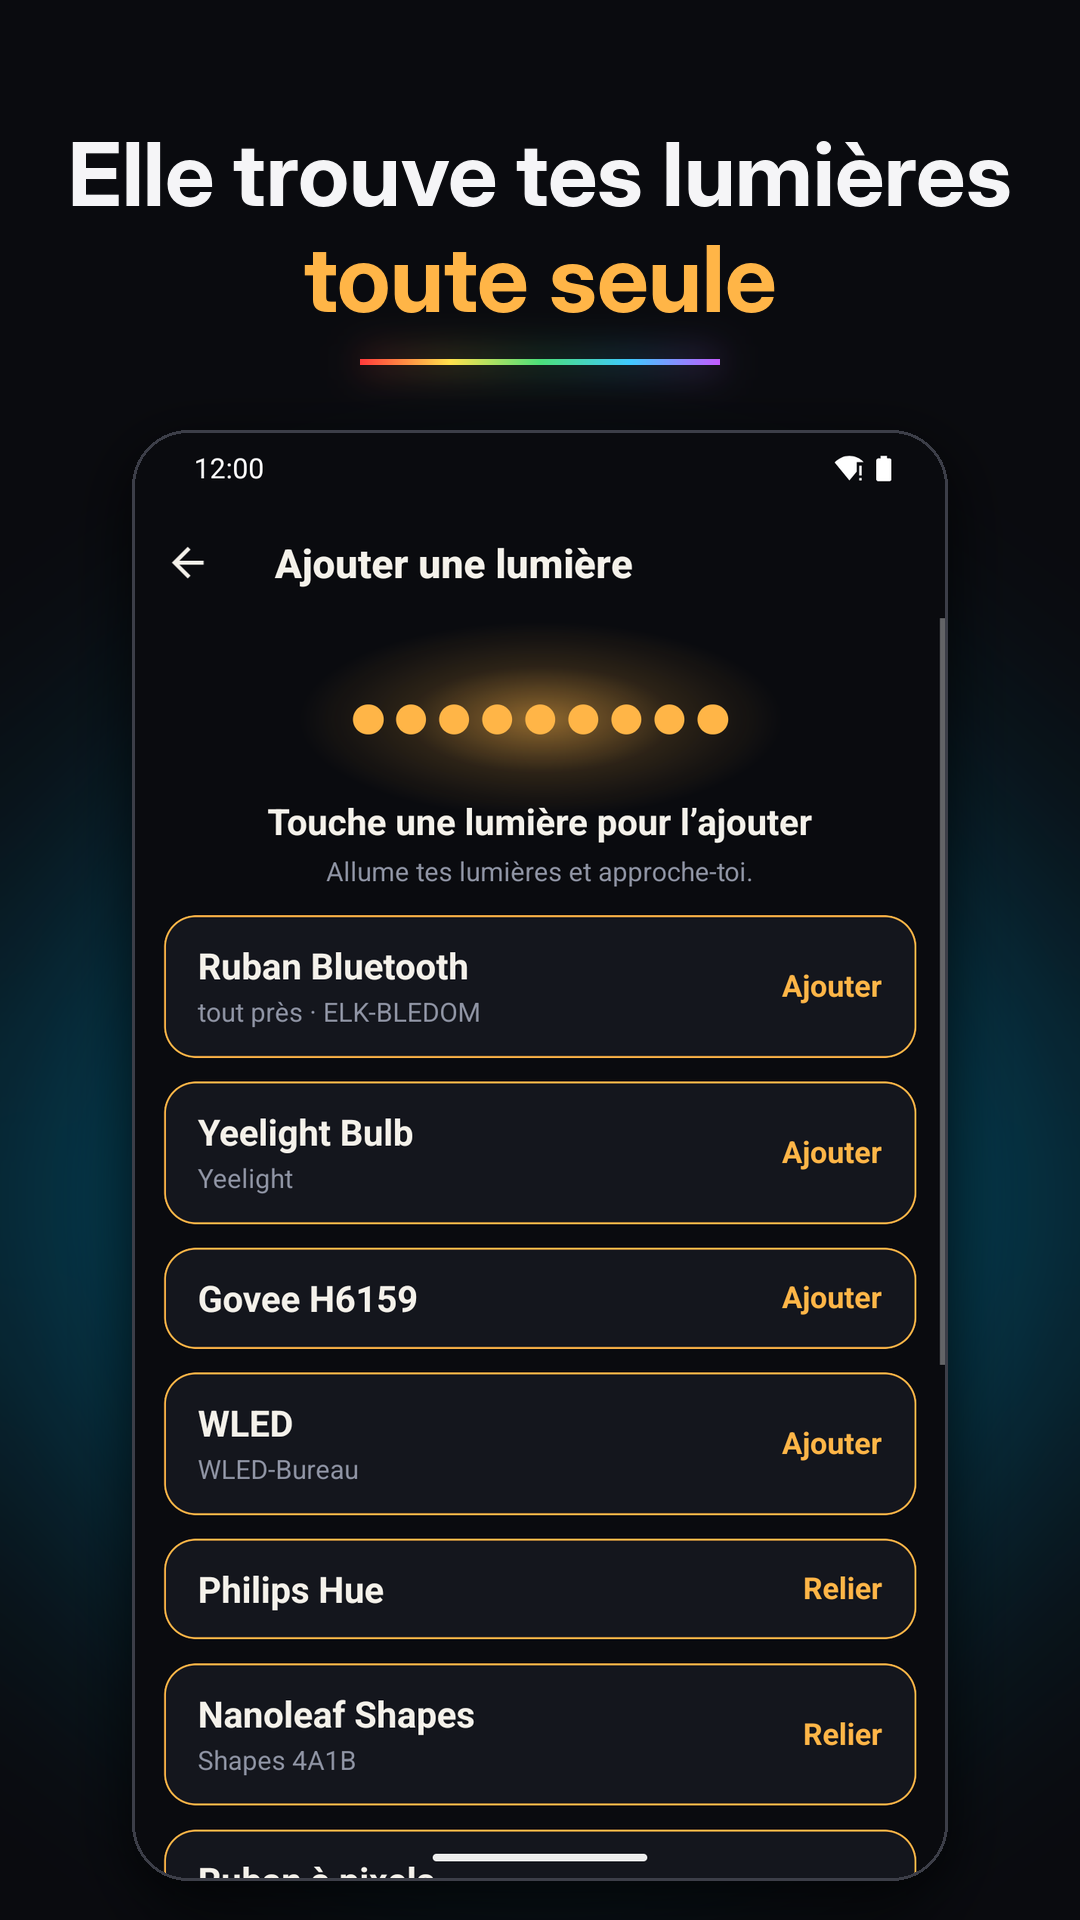 Elle trouve tes lumières
toute seule
12:00
Ajouter une lumière
Touche une lumière pour l’ajouter
Allume tes lumières et approche-toi.
Ruban Bluetooth
tout près · ELK-BLEDOM
Ajouter
Yeelight Bulb
Yeelight
Ajouter
Govee H6159
Ajouter
WLED
WLED-Bureau
Ajouter
Philips Hue
Relier
Nanoleaf Shapes
Shapes 4A1B
Relier
Ruban à pixels